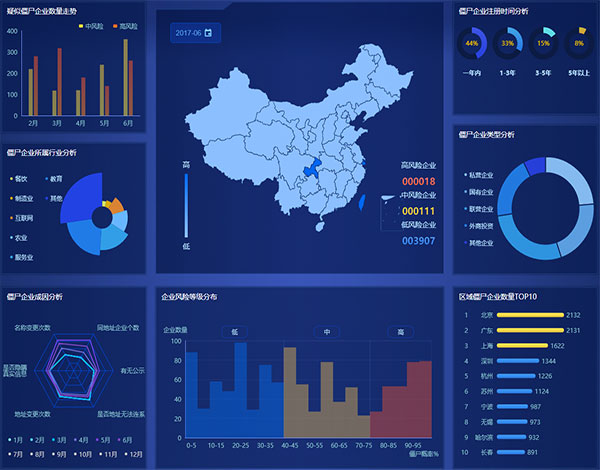 疑似僵尸企业数量走势
中风险 高风险
400
300
200
100
0
2月 3月 4月 5月 6月
僵尸企业所属行业分析
餐饮 教育
制造业 其他
互联网
农业
服务业
僵尸企业成因分析
名称变更次数 同地址企业个数
是否隐瞒
真实信息
有无公示
地址变更次数 是否地址无法连系
1月 2月 3月 4月 5月 6月
7月 8月 9月 10月 11月 12月
2017-06
高
低
高风险企业
000018
中风险企业
000111
低风险企业
003907
企业风险等级分布
企业数量
低 中 高
100
80
60
40
20
0
0-5 10-15 20-25 30-35 40-45 50-55 60-65 70-75 80-85 90-95
僵尸概率%
僵尸企业注册时间分析
44% 33% 15% 8%
一年内 1-3年 3-5年 5年以上
僵尸企业类型分析
私营企业
国有企业
联营企业
外商投资
其他企业
区域僵尸企业数量TOP10
1 北京 2132
2 广东 2131
3 上海 1622
4 深圳 1344
5 杭州 1226
6 苏州 1124
7 宁波 987
8 无锡 973
9 哈尔滨 932
10 长春 891